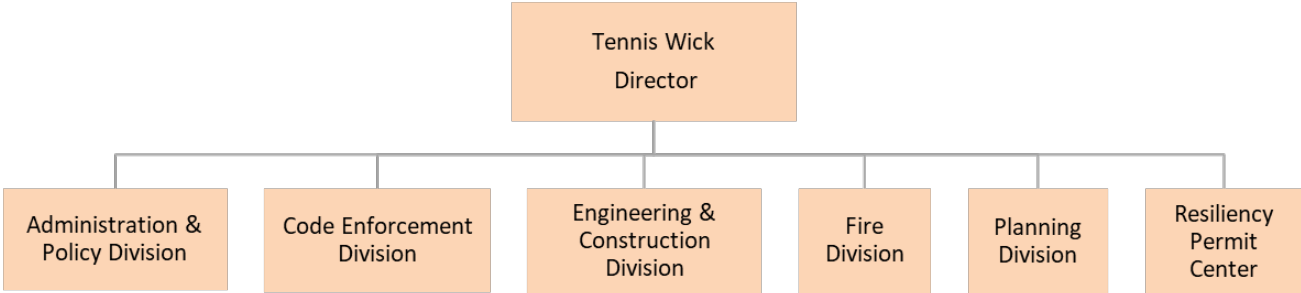 Tennis Wick
Director
Administration &
Policy Division
Code Enforcement
Division
Engineering &
Construction
Division
Fire
Division
Planning
Division
Resiliency
Permit
Center